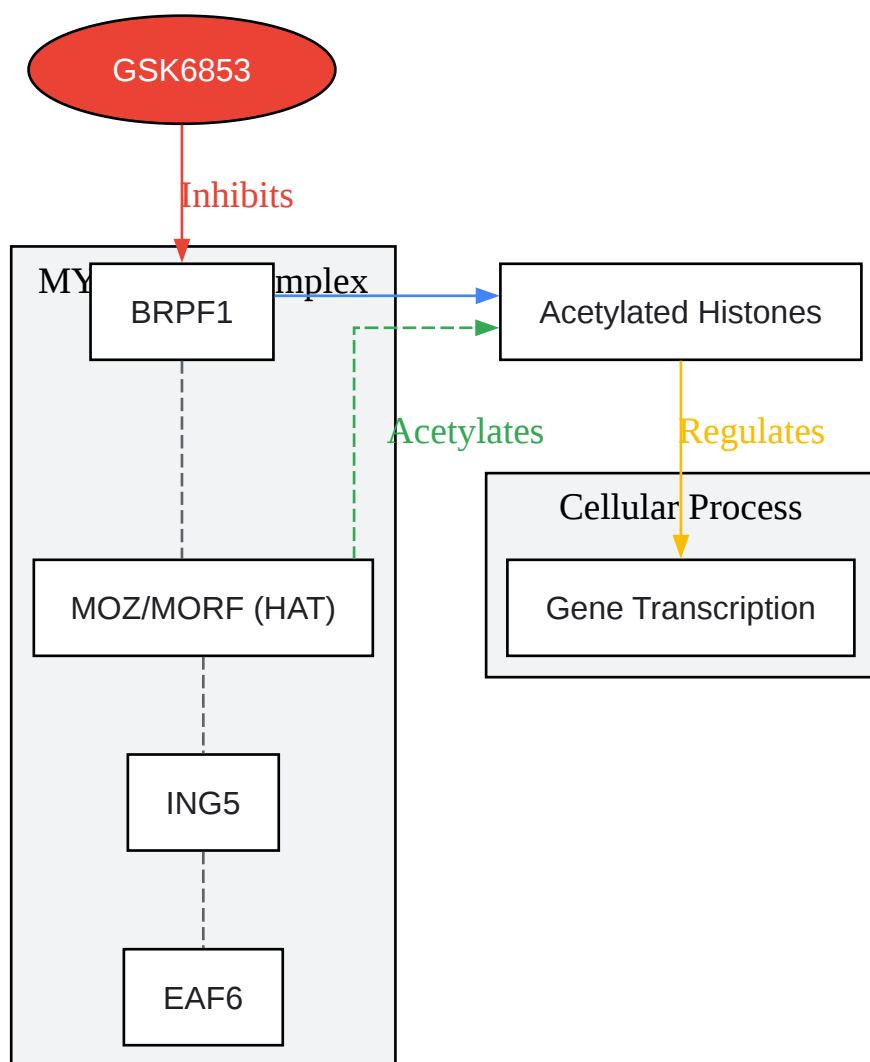 GSK6853
Inhibits
MY mplex
BRPF1
Acetylated Histones
Acetylates
Regulates
Cellular Process
MOZ/MORF (HAT)
Gene Transcription
ING5
EAF6